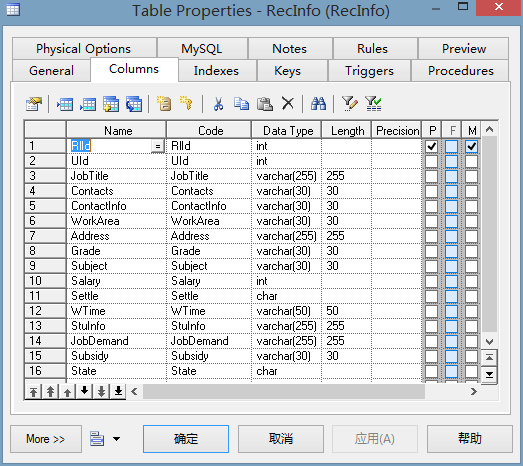 Table Properties - RecInfo (RecInfo)
Physical Options MySQL Notes Rules Preview
General Columns Indexes Keys Triggers Procedures
Name Code Data Type Length Precision P F M
1 RIId = RIId int
2 UId UId int
3 JobTitle JobTitle varchar(255) 255
4 Contacts Contacts varchar(30) 30
5 ContactInfo ContactInfo varchar(30) 30
6 WorkArea WorkArea varchar(30) 30
7 Address Address varchar(255) 255
8 Grade Grade varchar(30) 30
9 Subject Subject varchar(30) 30
10 Salary Salary int
11 Settle Settle char
12 WTime WTime varchar(50) 50
13 StuInfo StuInfo varchar(255) 255
14 JobDemand JobDemand varchar(255) 255
15 Subsidy Subsidy varchar(30) 30
16 State State char
More >> 确定 取消 应用(A) 帮助